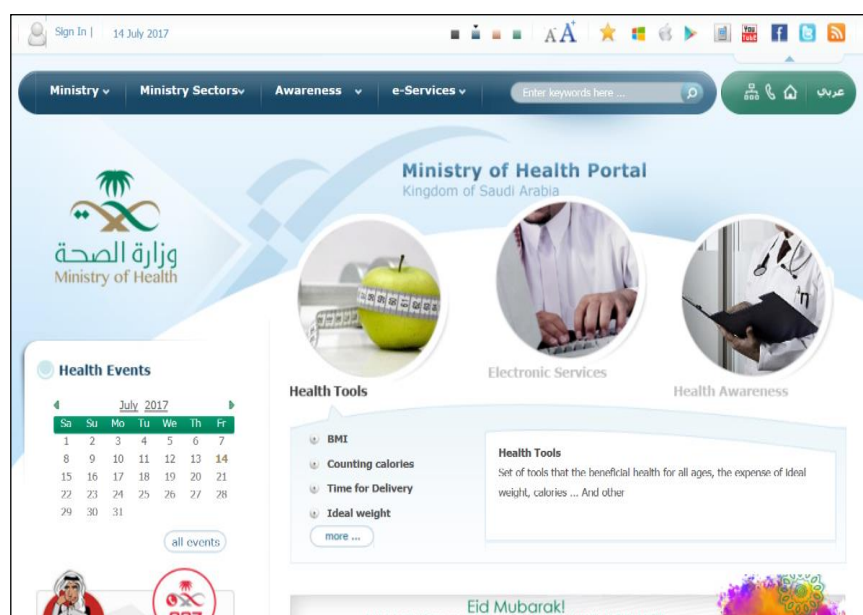 Sign In |
14 July 2017
A A+
You Tube
Ministry
Ministry Sectors
Awareness
e-Services
Enter keywords here ...
عربي
Ministry of Health Portal
Kingdom of Saudi Arabia
وزارة الصحة
Ministry of Health
Health Events
July 2017
Sa Su Mo Tu We Th Fr
1 2 3 4 5 6 7
8 9 10 11 12 13 14
15 16 17 18 19 20 21
22 23 24 25 26 27 28
29 30 31
all events
Health Tools
Electronic Services
Health Awareness
BMI
Counting calories
Time for Delivery
Ideal weight
more ...
Health Tools
Set of tools that the beneficial health for all ages, the expense of ideal
weight, calories ... And other
Eid Mubarak!